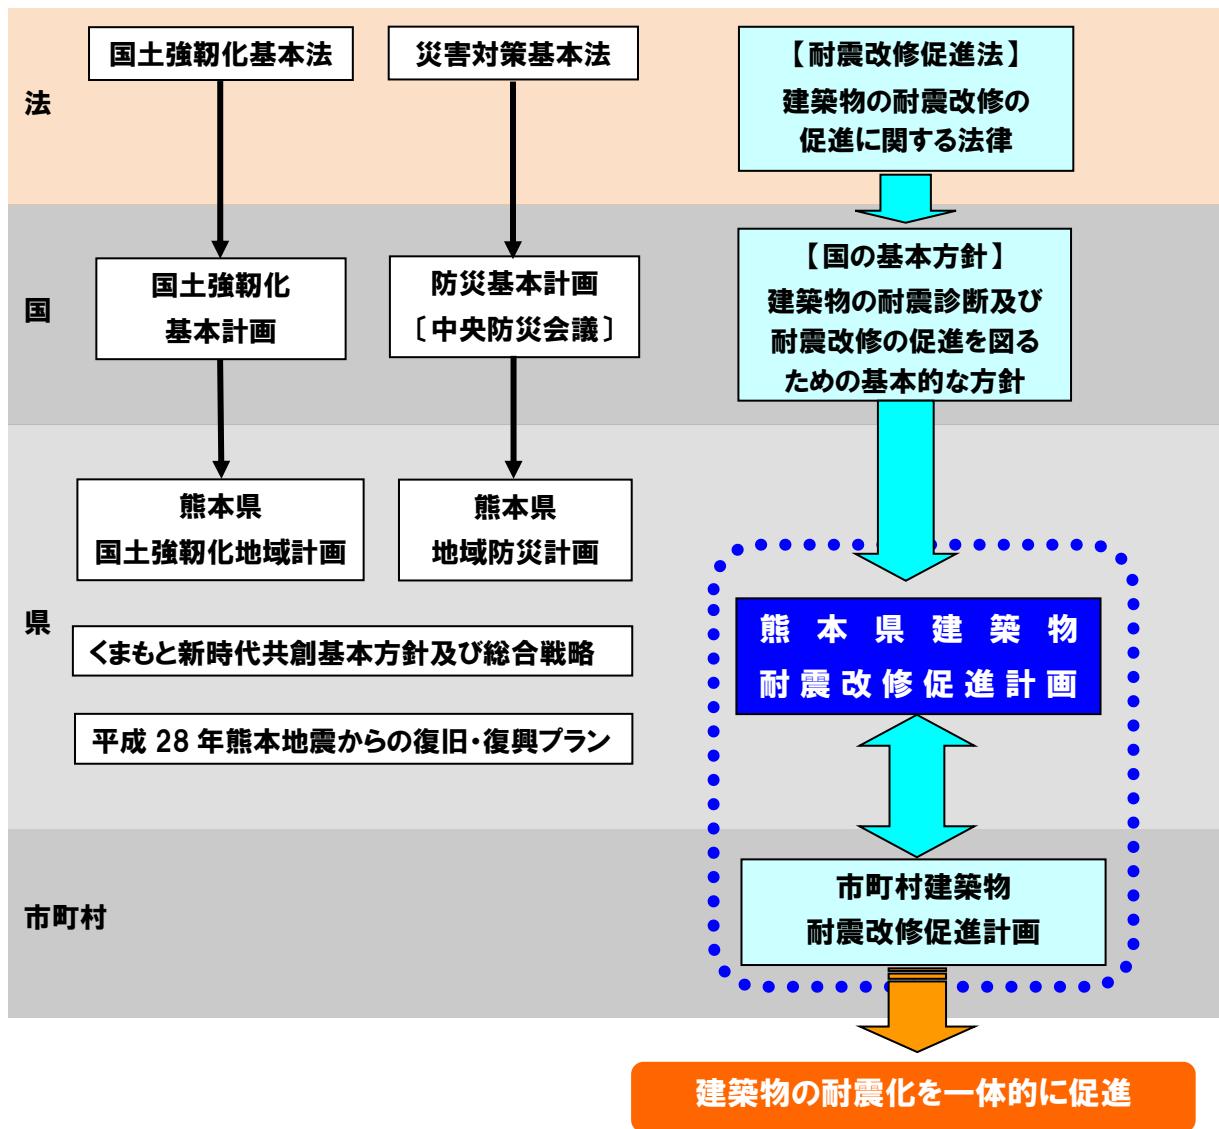 法
国土強靭化基本法
災害対策基本法
【耐震改修促進法】
建築物の耐震改修の
促進に関する法律
国
国土強靭化
基本計画
防災基本計画
〔中央防災会議〕
【国の基本方針】
建築物の耐震診断及び
耐震改修の促進を図る
ための基本的な方針
県
熊本県
国土強靭化地域計画
熊本県
地域防災計画
くまもと新時代共創基本方針及び総合戦略
平成 28 年熊本地震からの復旧・復興プラン
熊本県建築物
耐震改修促進計画
市町村
市町村建築物
耐震改修促進計画
建築物の耐震化を一体的に促進